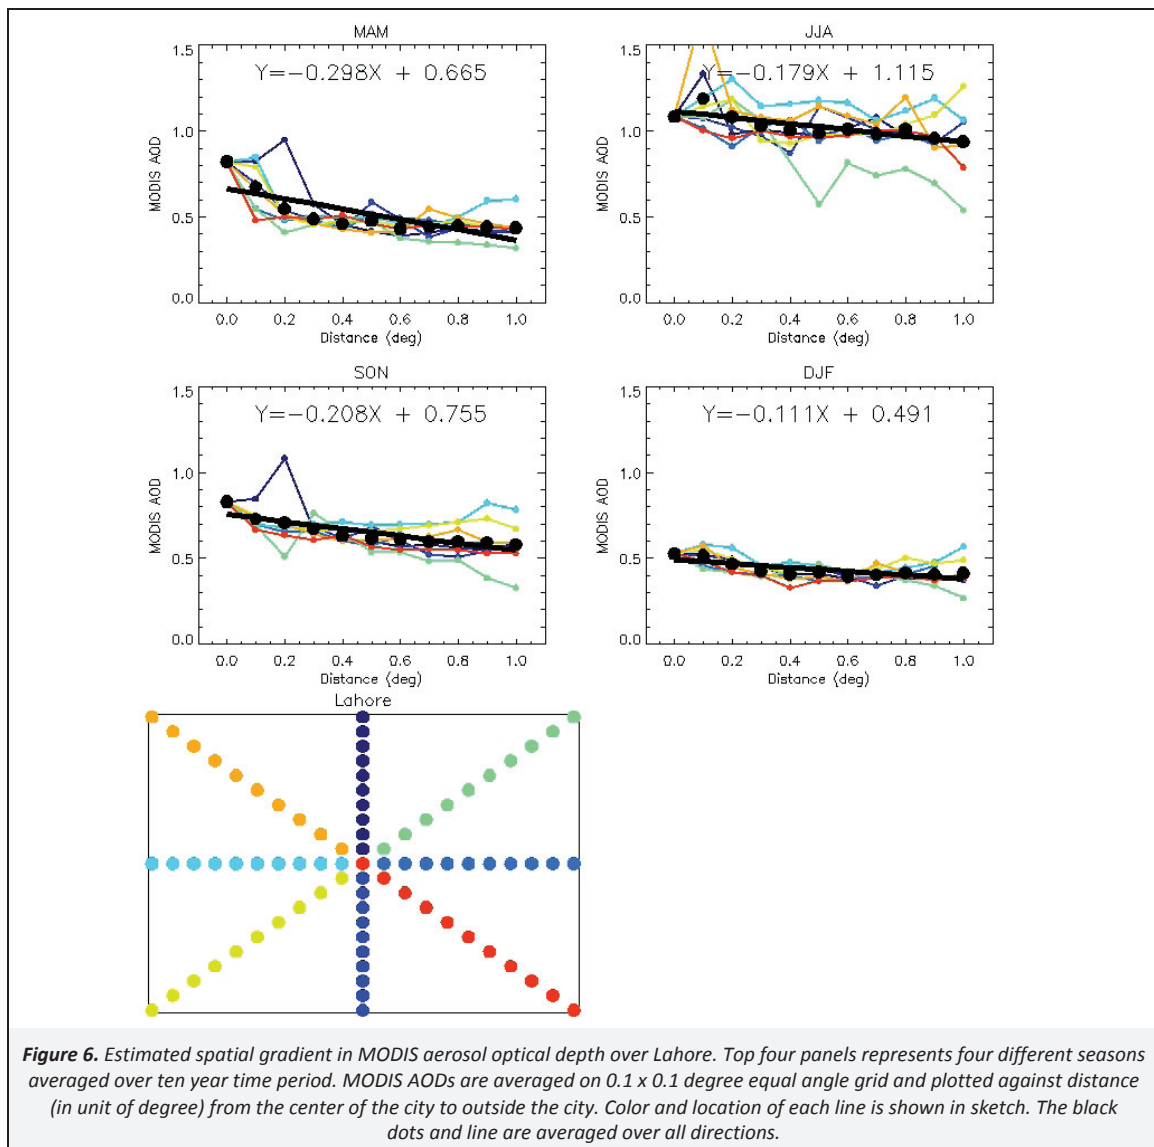 MAM
Y=−0.298X + 0.665
MODIS AOD
1.5
1.0
0.5
0.0
0.0 0.2 0.4 0.6 0.8 1.0
Distance (deg)
JJA
Y=−0.179X + 1.115
MODIS AOD
1.5
1.0
0.5
0.0
0.0 0.2 0.4 0.6 0.8 1.0
Distance (deg)
SON
Y=−0.208X + 0.755
MODIS AOD
1.5
1.0
0.5
0.0
0.0 0.2 0.4 0.6 0.8 1.0
Distance (deg)
DJF
Y=−0.111X + 0.491
MODIS AOD
1.5
1.0
0.5
0.0
0.0 0.2 0.4 0.6 0.8 1.0
Distance (deg)
Lahore
Figure 6. Estimated spatial gradient in MODIS aerosol optical depth over Lahore. Top four panels represents four different seasons
averaged over ten year time period. MODIS AODs are averaged on 0.1 x 0.1 degree equal angle grid and plotted against distance
(in unit of degree) from the center of the city to outside the city. Color and location of each line is shown in sketch. The black
dots and line are averaged over all directions.